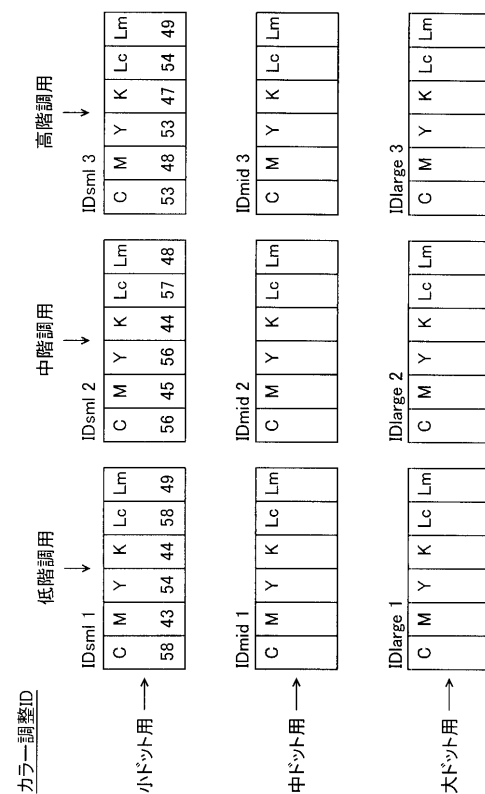 カラー調整ID
低階調用
中階調用
高階調用
小ドット用
IDsml 1
C M Y K Lc Lm
58 43 54 44 58 49
IDsml 2
C M Y K Lc Lm
56 45 56 44 57 48
IDsml 3
C M Y K Lc Lm
53 48 53 47 54 49
中ドット用
IDmid 1
C M Y K Lc Lm
IDmid 2
C M Y K Lc Lm
IDmid 3
C M Y K Lc Lm
大ドット用
IDlarge 1
C M Y K Lc Lm
IDlarge 2
C M Y K Lc Lm
IDlarge 3
C M Y K Lc Lm